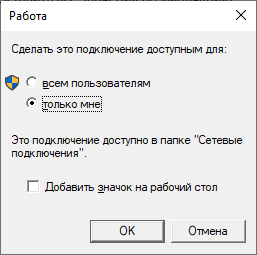 Работа
Сделать это подключение доступным для:
всем пользователям
только мне
Это подключение доступно в папке "Сетевые
подключения".
Добавить значок на рабочий стол
OK
Отмена